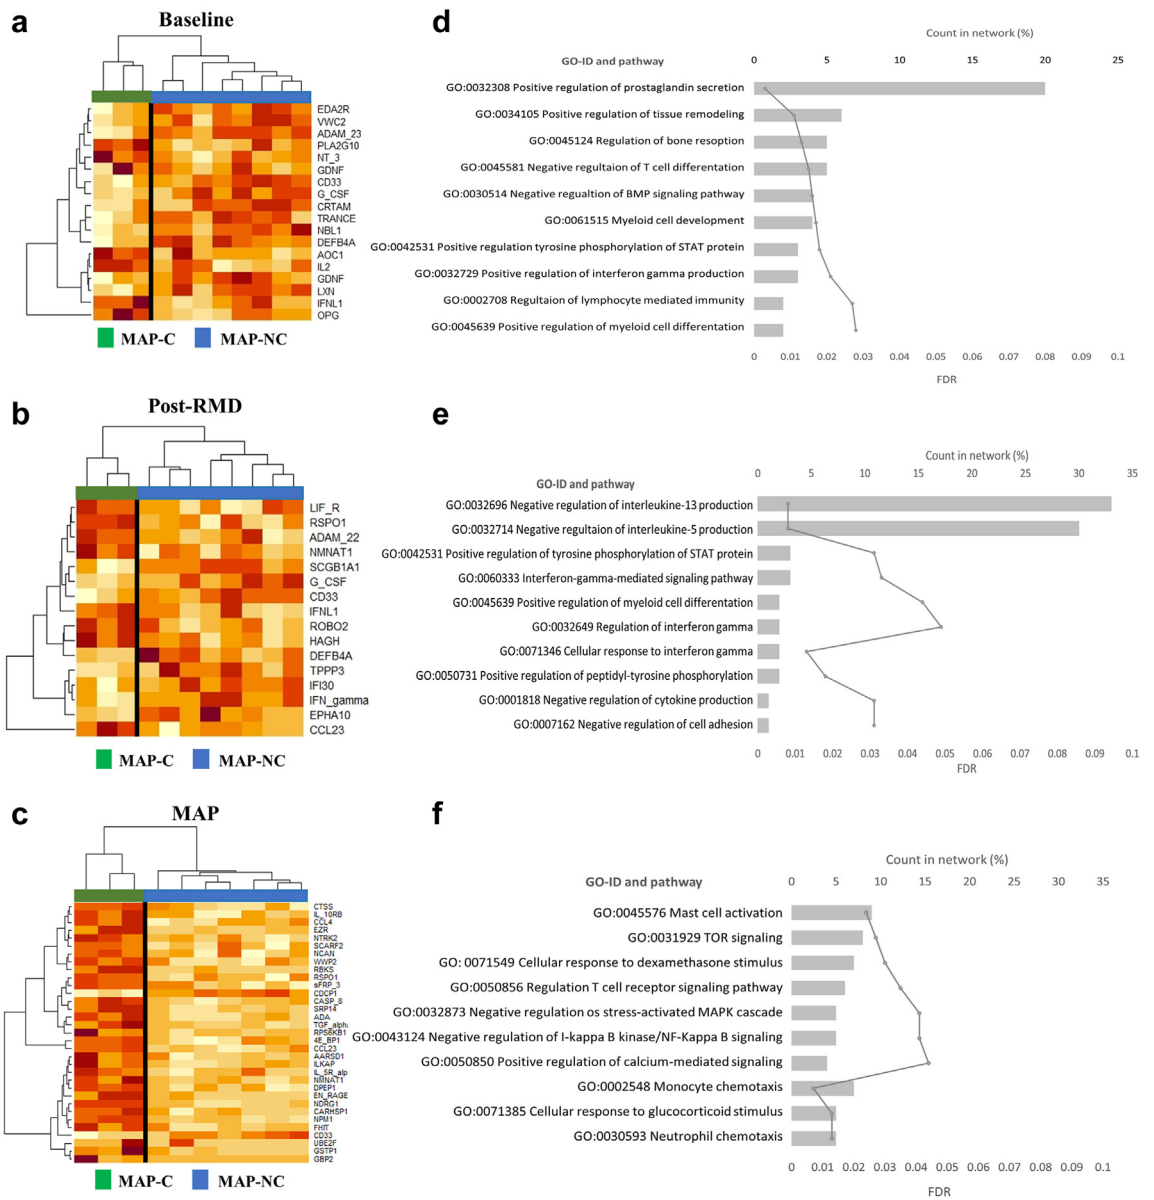 a
Baseline
EDA2R
VWC2
ADAM_23
PLA2G10
NT_3
GDNF
CD33
G_CSF
CRTAM
TRANCE
NBL1
DEFB4A
AOC1
IL2
GDNF
LXN
IFNL1
OPG
MAP-C MAP-NC
d
Count in network (%)
GO-ID and pathway
0 5 10 15 20 25
GO:0032308 Positive regulation of prostaglandin secretion
GO:0034105 Positive regulation of tissue remodeling
GO:0045124 Regulation of bone resoption
GO:0045581 Negative regultaion of T cell differentation
GO:0030514 Negative regualtion of BMP signaling pathway
GO:0061515 Myeloid cell development
GO:0042531 Positive regulation tyrosine phosphorylation of STAT protein
GO:0032729 Positive regulation of interferon gamma production
GO:0002708 Regultaion of lymphocyte mediated immunity
GO:0045639 Positive regulation of myeloid cell differentation
0 0.01 0.02 0.03 0.04 0.05 0.06 0.07 0.08 0.09 0.1
FDR
b
Post-RMD
LIF_R
RSPO1
ADAM_22
NMNAT1
SCGB1A1
G_CSF
CD33
IFNL1
ROBO2
HAGH
DEFB4A
TPPP3
IFI30
IFN_gamma
EPHA10
CCL23
MAP-C MAP-NC
e
Count in network (%)
0 5 10 15 20 25 30 35
GO-ID and pathway
GO:0032696 Negative regulation of interleukine-13 production
GO:0032714 Negative regultaion of interleukine-5 production
GO:0042531 Positive regulation of tyrosine phosphorylation of STAT protein
GO:0060333 Interferon-gamma-mediated signaling pathway
GO:0045639 Positive regulation of myeloid cell differentation
GO:0032649 Regulation of interferon gamma
GO:0071346 Cellular response to interferon gamma
GO:0050731 Positive regulation of peptidyl-tyrosine phosphorylation
GO:0001818 Negative regulation of cytokine production
GO:0007162 Negative regulation of cell adhesion
0 0.01 0.02 0.03 0.04 0.05 0.06 0.07 0.08 0.09 0.1
FDR
c
MAP
CTSS
IL_10RB
CCL4
EZR
NTRK2
SCARF2
NCAN
WWP2
RBKS
RSPO1
sFRP_3
CDCP1
CASP_8
SRP14
ADA
TGF_alph
RPS6KB1
4E_BP1
CCL23
AARSD1
ILKAP
IL_5R_alp
NMNAT1
DPEP1
EN_RAGE
NDRG1
CARHSP1
NPM1
FHIT
CD33
UBE2F
GSTP1
GBP2
MAP-C MAP-NC
f
Count in network (%)
GO-ID and pathway
0 5 10 15 20 25 30 35
GO:0045576 Mast cell activation
GO:0031929 TOR signaling
GO: 0071549 Cellular response to dexamethasone stimulus
GO:0050856 Regulation T cell receptor signaling pathway
GO:0032873 Negative regulation os stress-activated MAPK cascade
GO:0043124 Negative regulation of I-kappa B kinase/NF-Kappa B signaling
GO:0050850 Positive regulation of calcium-mediated signaling
GO:0002548 Monocyte chemotaxis
GO:0071385 Cellular response to glucocorticoid stimulus
GO:0030593 Neutrophil chemotaxis
0 0.01 0.02 0.03 0.04 0.05 0.06 0.07 0.08 0.09 0.1
FDR